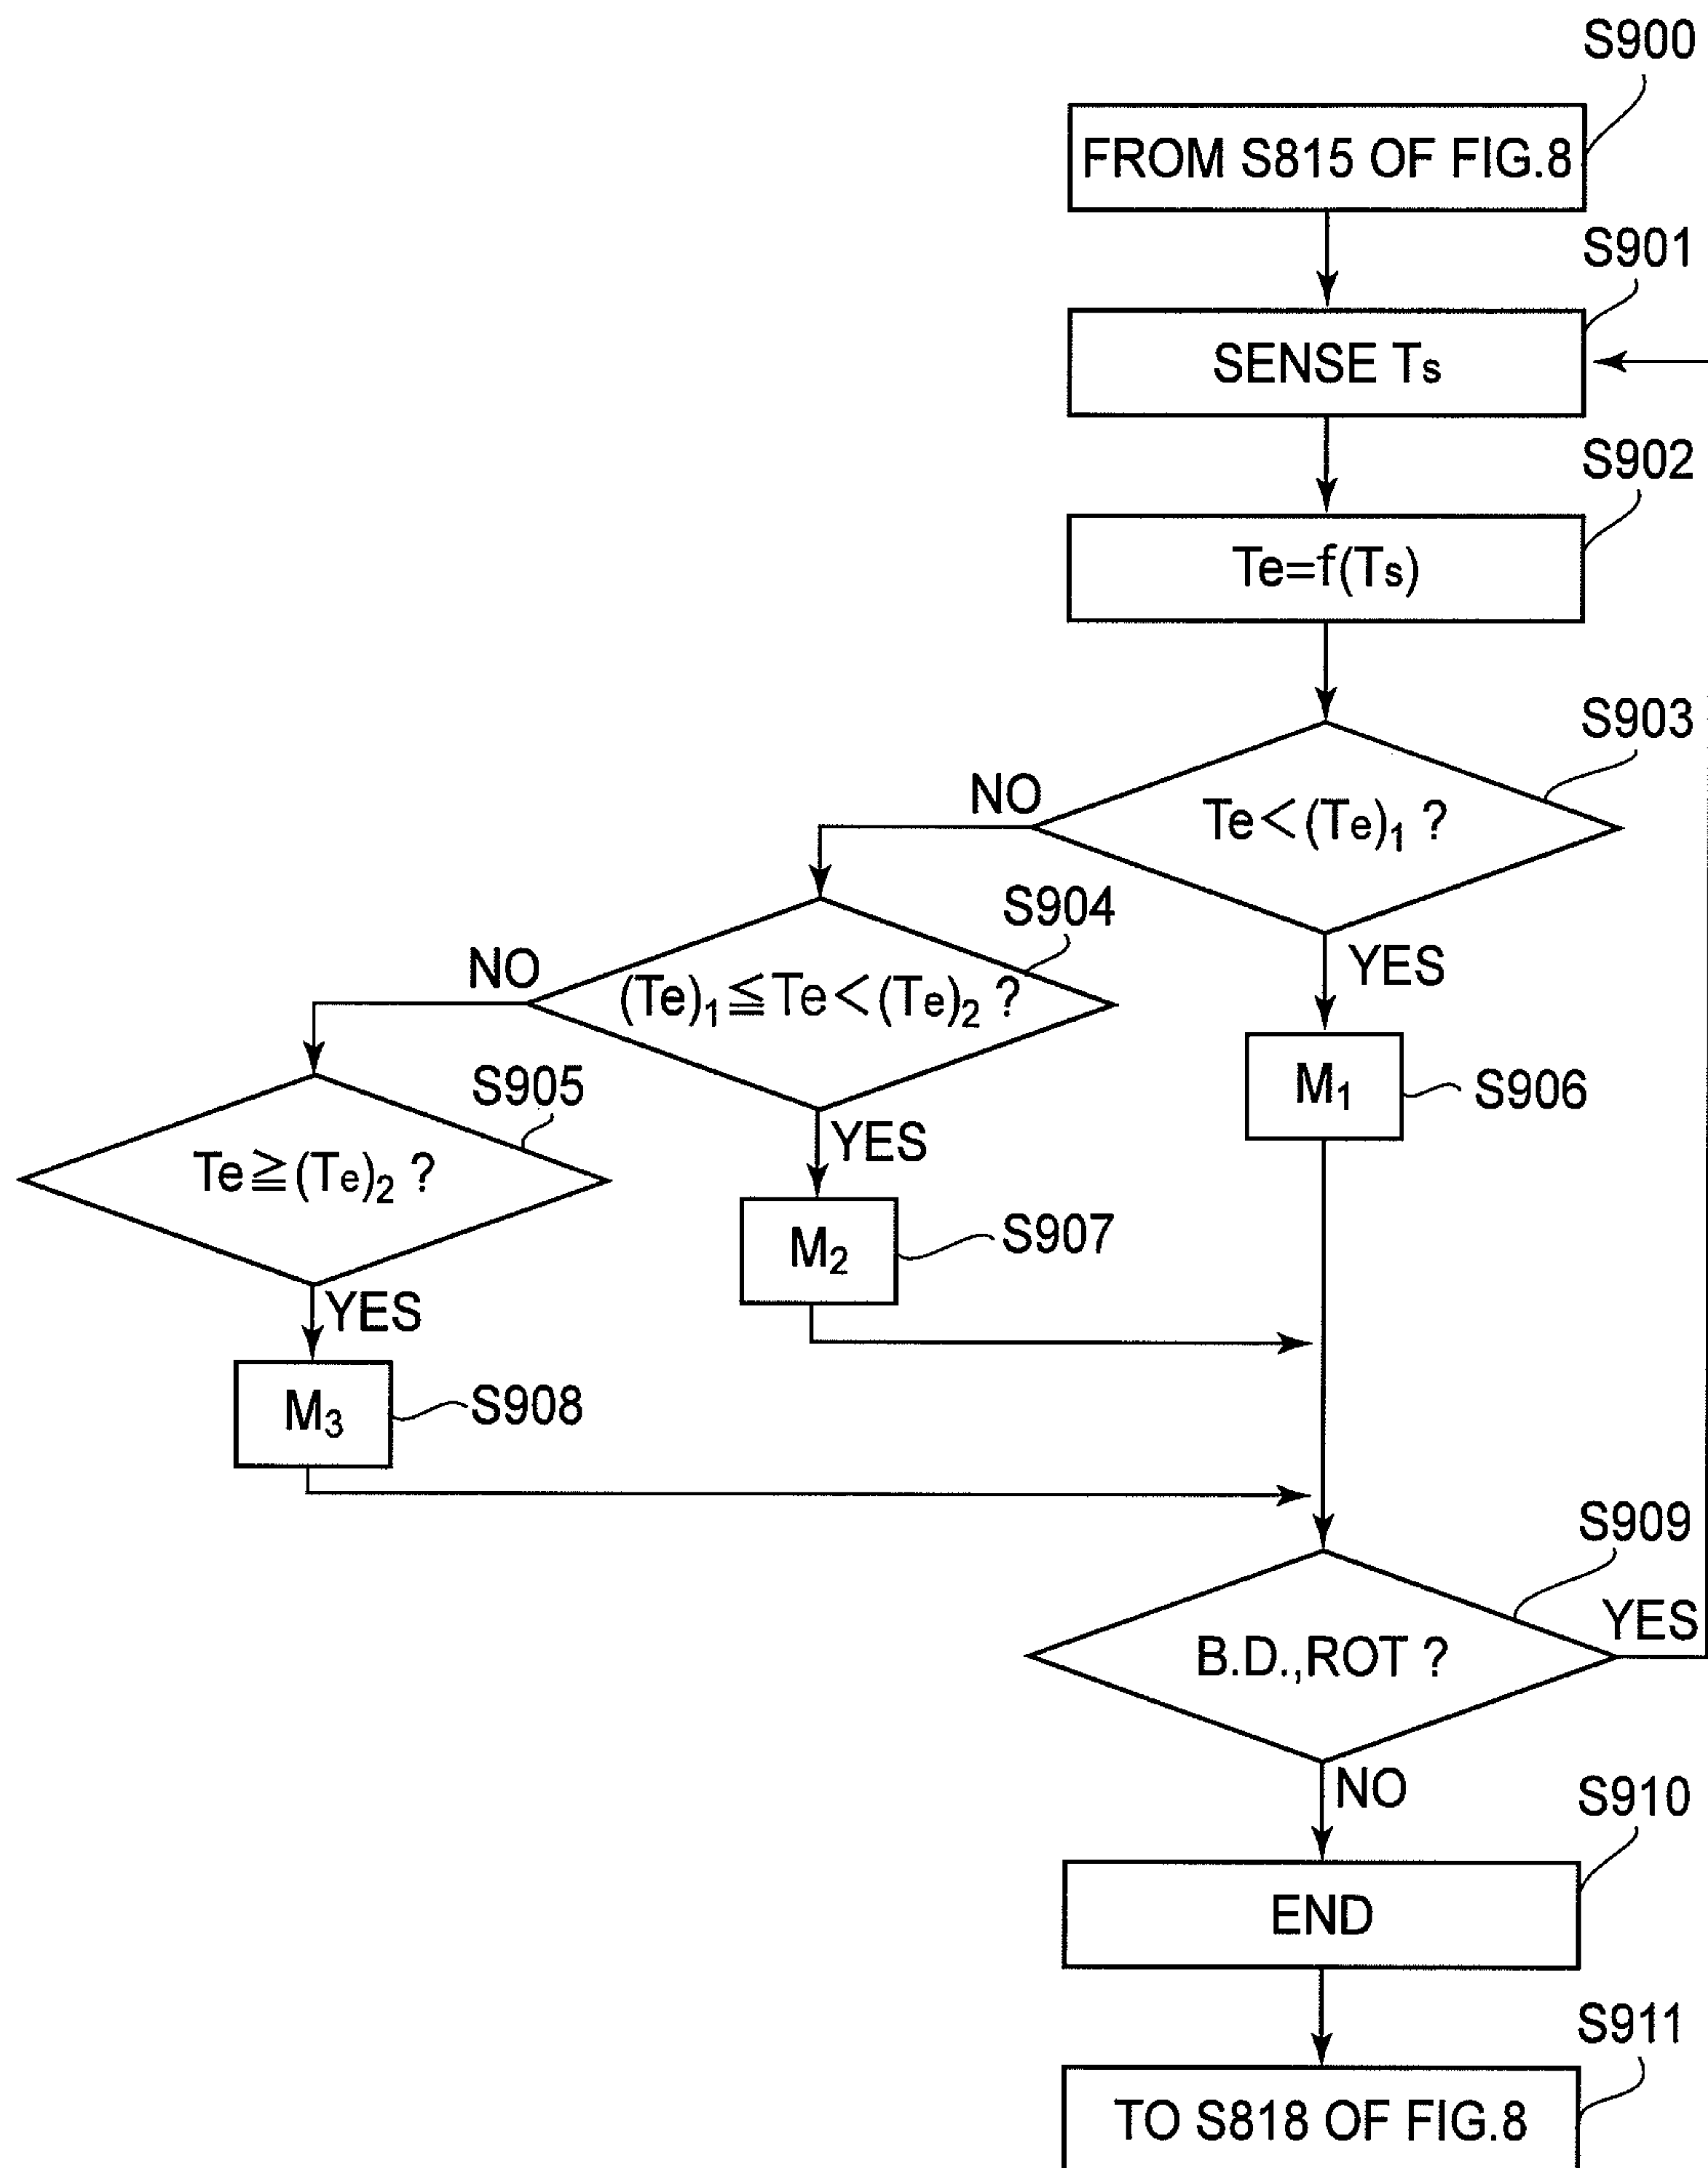 S900
FROM S815 OF FIG.8
S901
SENSE Ts
S902
Te=f(Ts)
S903
NO
Te<(Te)₁ ?
S904
YES
NO
(Te)₁≦Te<(Te)₂ ?
S905
M₁
S906
YES
Te≧(Te)₂ ?
M₂
S907
YES
M₃
S908
S909
YES
B.D.,ROT ?
NO
S910
END
S911
TO S818 OF FIG.8